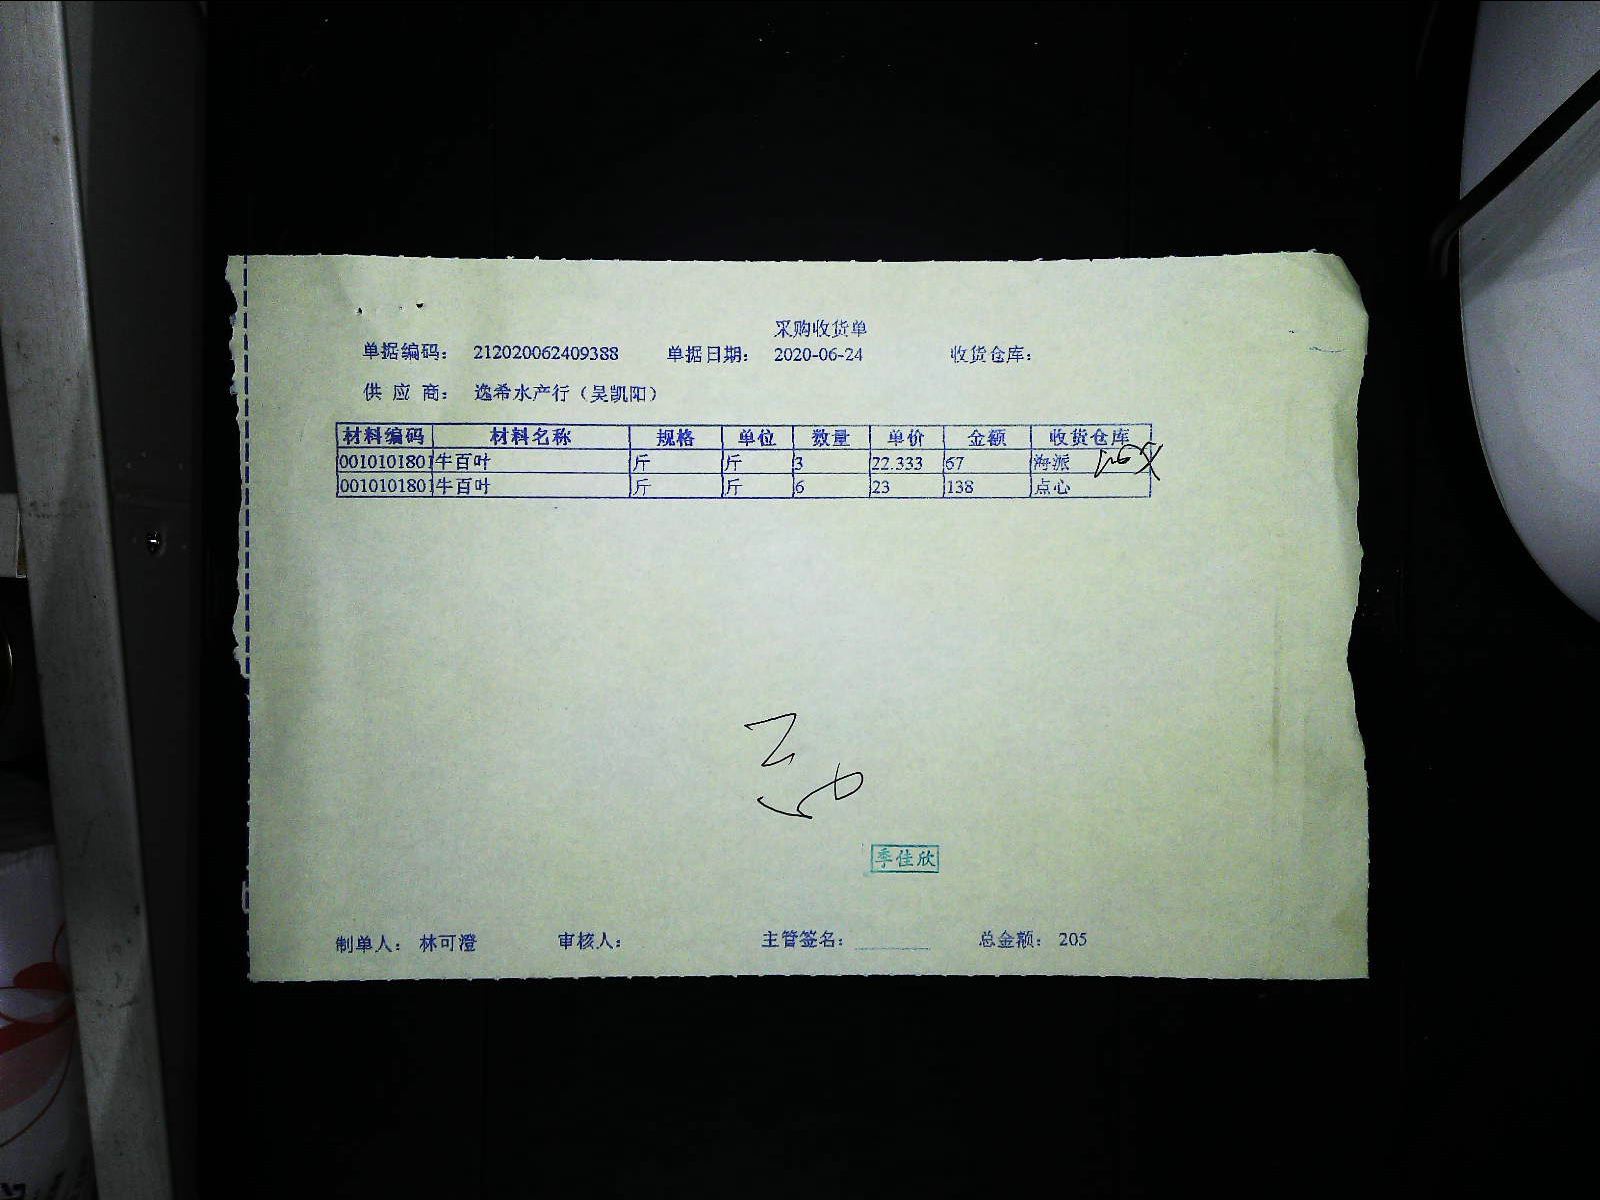 采购收货单
单据编码： 212020062409388 单据日期： 2020-06-24 收货仓库：
供 应 商： 逸希水产行（吴凯阳）
材料编码 材料名称 规格 单位 数量 单价 金额 收货仓库
0010101801 牛百叶 斤 斤 3 22.333 67 海派
0010101801 牛百叶 斤 斤 6 23 138 点心
季佳欣
制单人： 林可澄 审核人： 主管签名： 总金额： 205